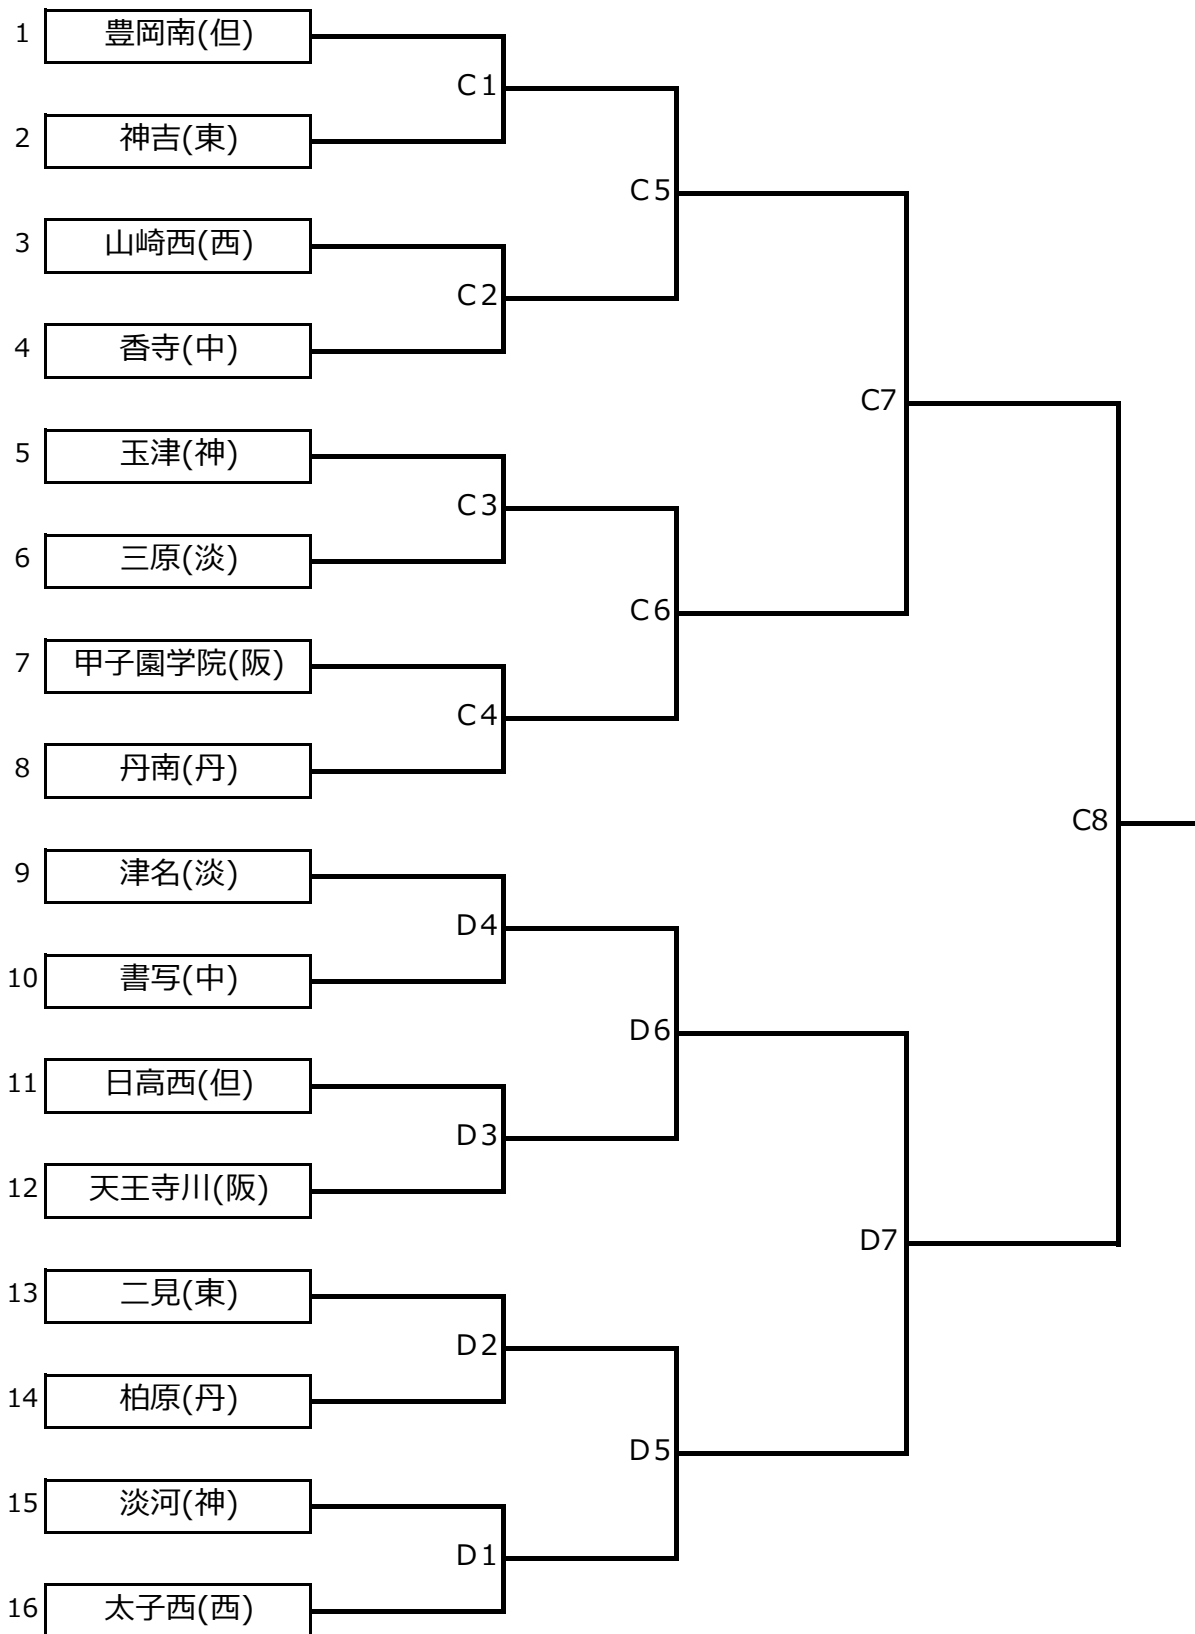 1 豊岡南(但)
C1
2 神吉(東)
C5
3 山崎西(西)
C2
4 香寺(中)
C7
5 玉津(神)
C3
6 三原(淡)
C6
7 甲子園学院(阪)
C4
8 丹南(丹)
C8
9 津名(淡)
D4
10 書写(中)
D6
11 日高西(但)
D3
12 天王寺川(阪)
D7
13 二見(東)
D2
14 柏原(丹)
D5
15 淡河(神)
D1
16 太子西(西)